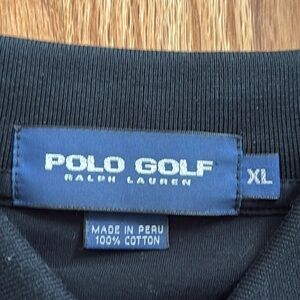 POLO GOLF
RALPH LAUREN
XL
MADE IN PERU
100% COTTON